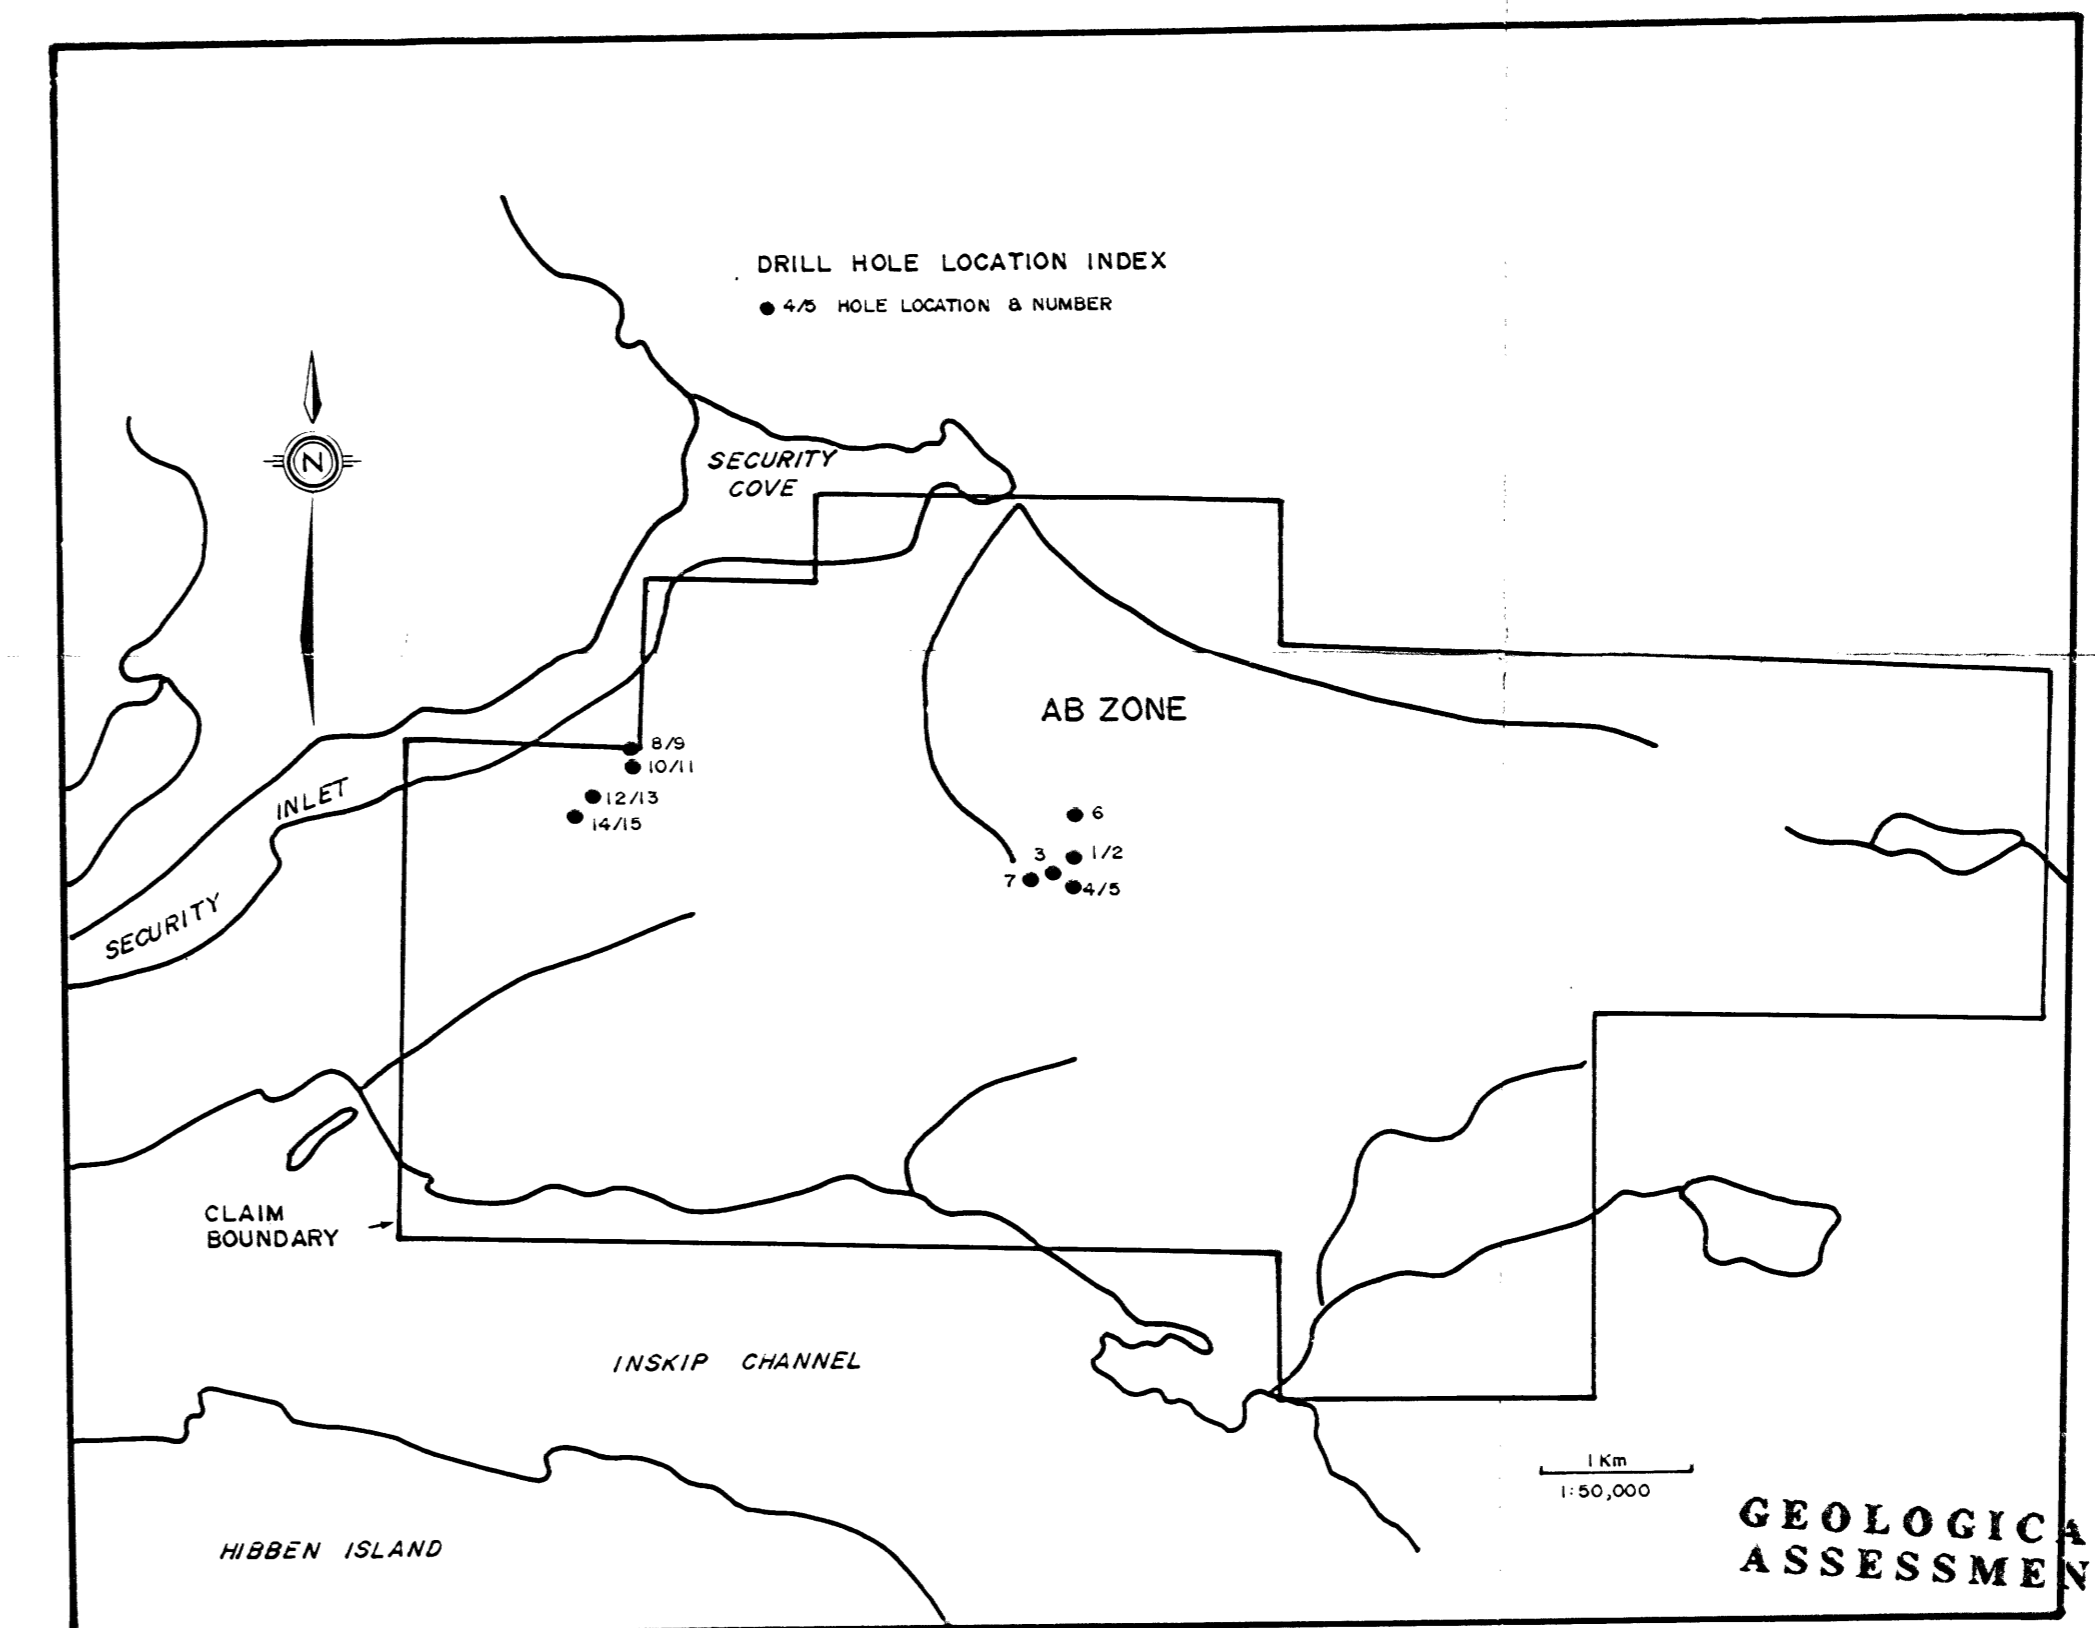 DRILL HOLE LOCATION INDEX
4/5 HOLE LOCATION & NUMBER
N
SECURITY
COVE
AB ZONE
8/9
10/11
12/13
14/15
INLET
SECURITY
6
1/2
3
7
4/5
CLAIM
BOUNDARY
INSKIP CHANNEL
HIBBEN ISLAND
1 Km
1:50,000
GEOLOGICA
ASSESSMEN